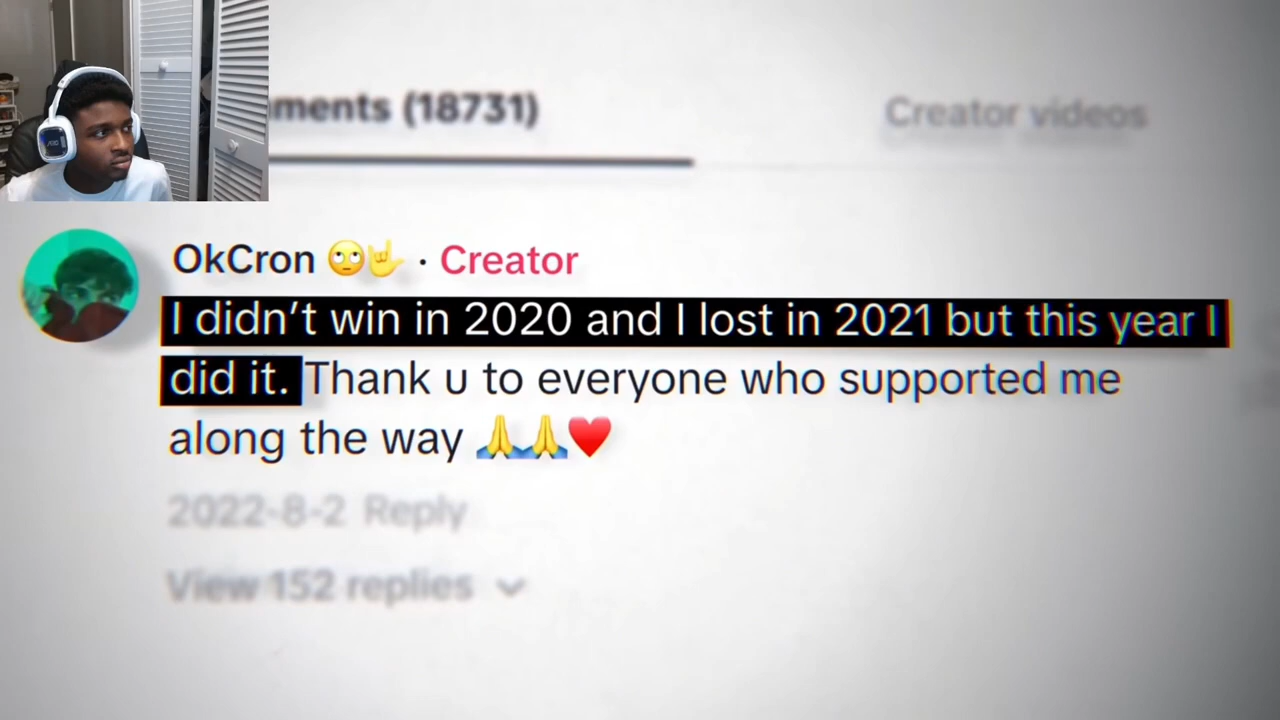 ments (18731)
Creator videos
OkCron 🙄🤟 · Creator
I didn’t win in 2020 and I lost in 2021 but this year I
did it. Thank u to everyone who supported me
along the way 🙏🙏❤️
2022-8-2 Reply
View 152 replies